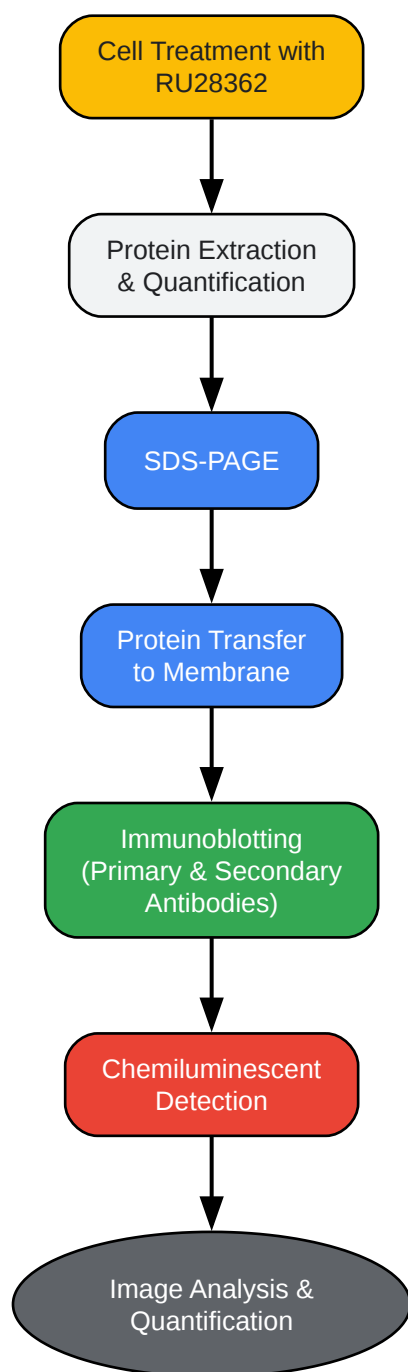 Cell Treatment with
RU28362
Protein Extraction
& Quantification
SDS-PAGE
Protein Transfer
to Membrane
Immunoblotting
(Primary & Secondary
Antibodies)
Chemiluminescent
Detection
Image Analysis &
Quantification